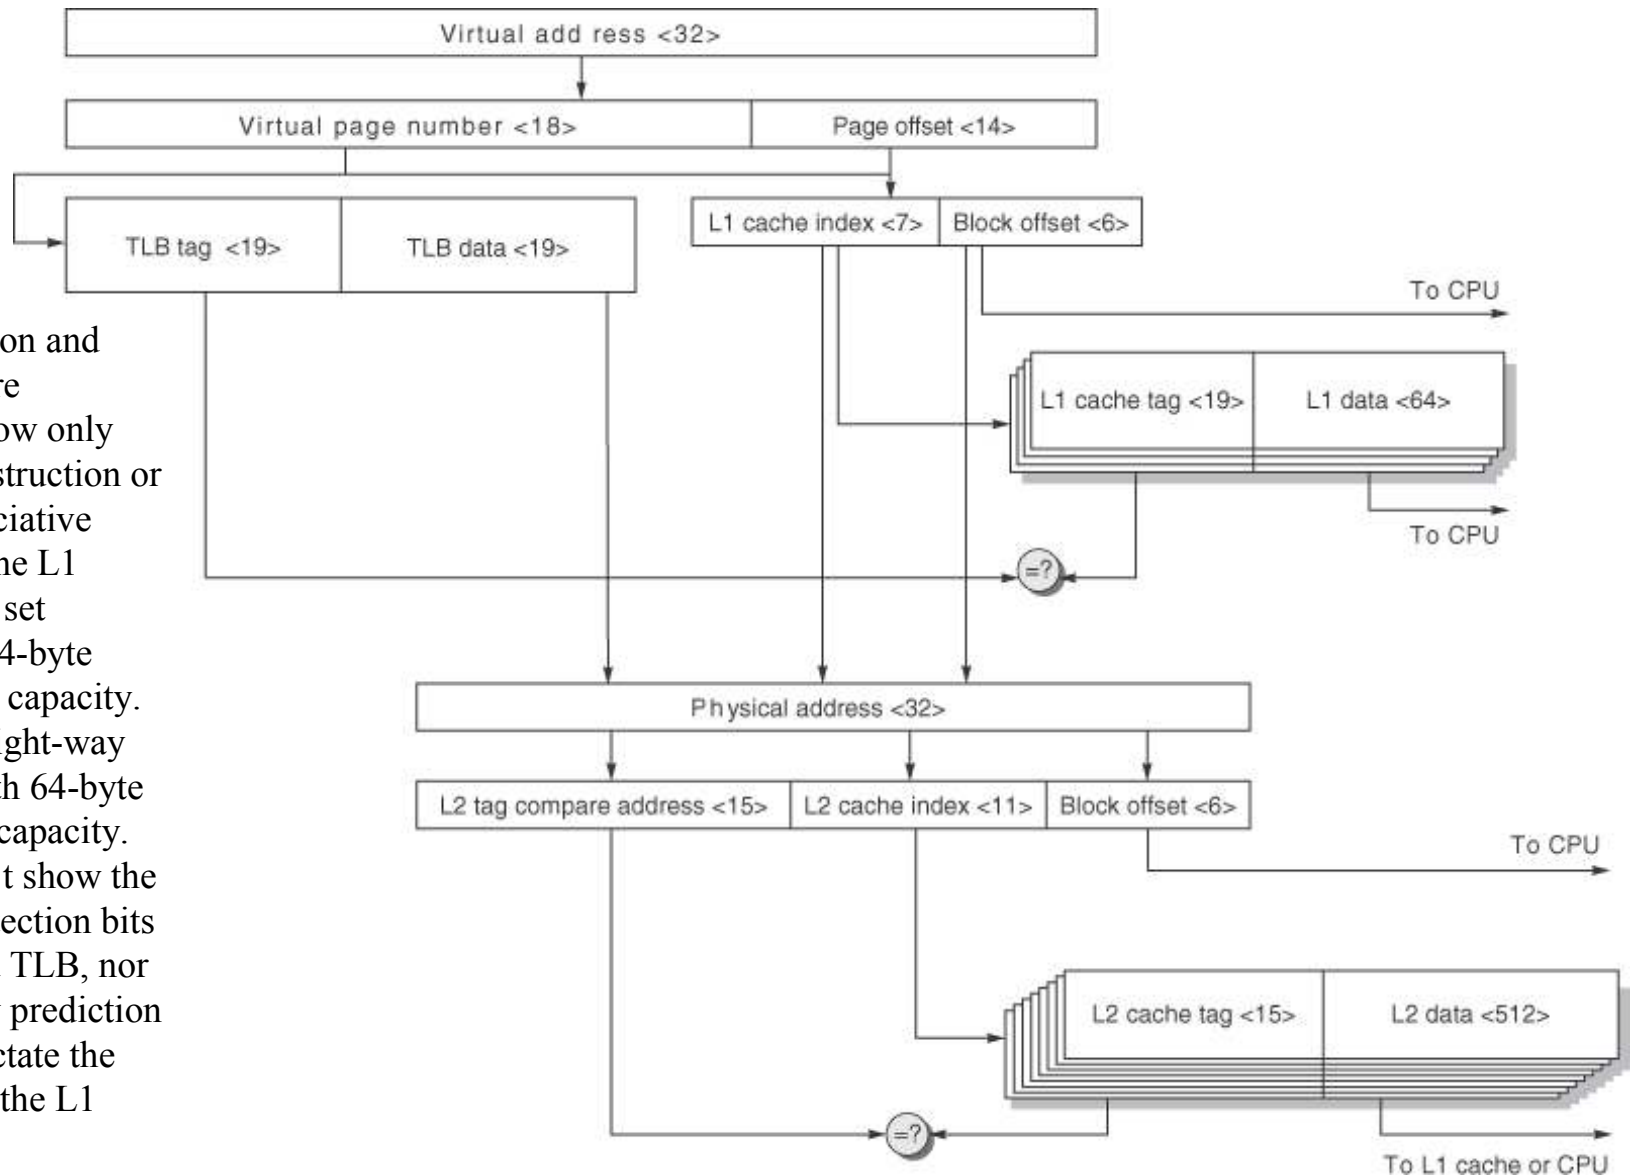 Virtual add ress <32>
Virtual page number <18>
Page offset <14>
TLB tag <19>
TLB data <19>
L1 cache index <7>
Block offset <6>
To CPU
L1 cache tag <19>
L1 data <64>
To CPU
=?
on and
re
ow only
struction or
ciative
he L1
set
4-byte
capacity.
ight-way
th 64-byte
capacity.
t show the
ection bits
TLB, nor
prediction
ctate the
the L1
Physical address <32>
L2 tag compare address <15>
L2 cache index <11>
Block offset <6>
To CPU
L2 cache tag <15>
L2 data <512>
=?
To L1 cache or CPU